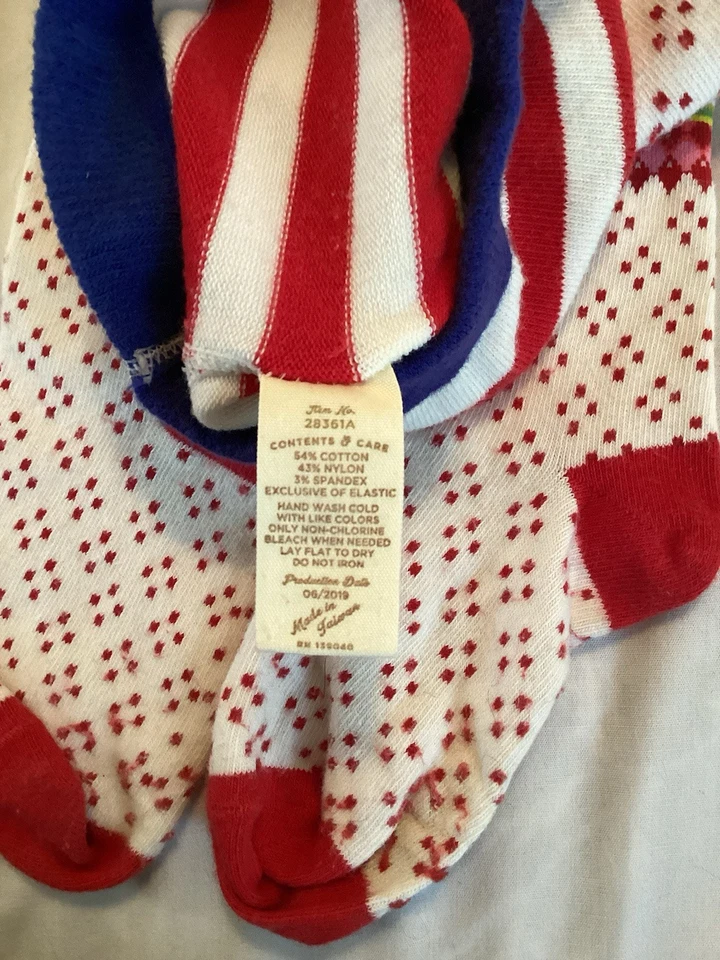 Item No.
28361A
CONTENTS & CARE
54% COTTON
43% NYLON
3% SPANDEX
EXCLUSIVE OF ELASTIC
HAND WASH COLD
WITH LIKE COLORS
ONLY NON-CHLORINE
BLEACH WHEN NEEDED
LAY FLAT TO DRY
DO NOT IRON
Production Date
06/2019
Made in
Taiwan
RN 139040